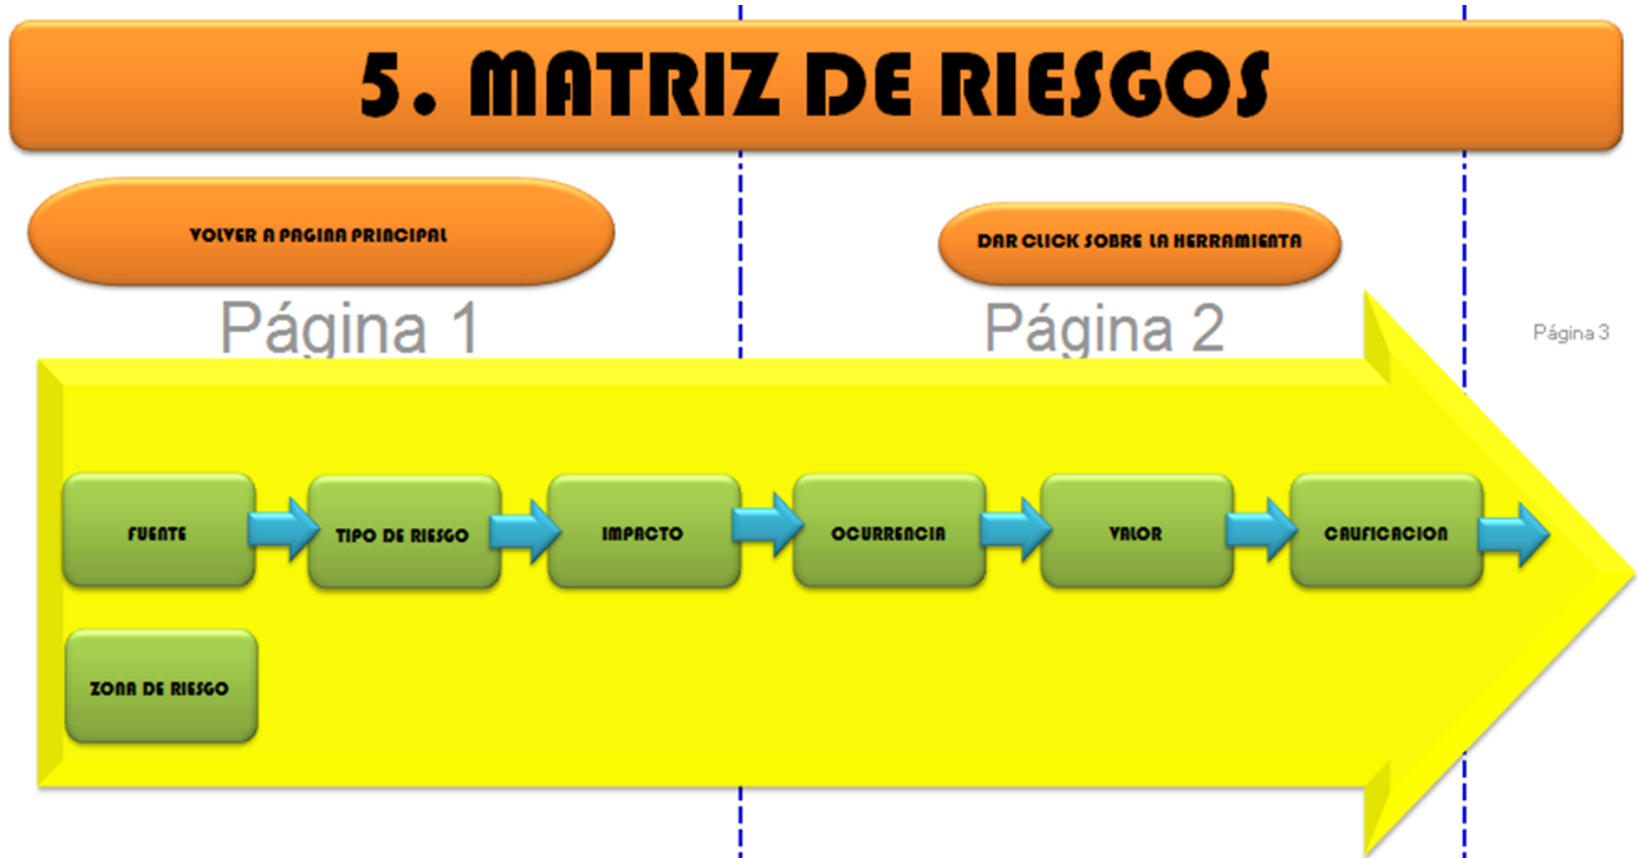 5. MATRIZ DE RIESGOS
VOLVER A PAGINA PRINCIPAL
DAR CLICK SOBRE LA HERRAMIENTA
Página 1
Página 2
Página 3
FUENTE
TIPO DE RIESGO
IMPACTO
OCURRENCIA
VALOR
CALIFICACION
ZONA DE RIESGO